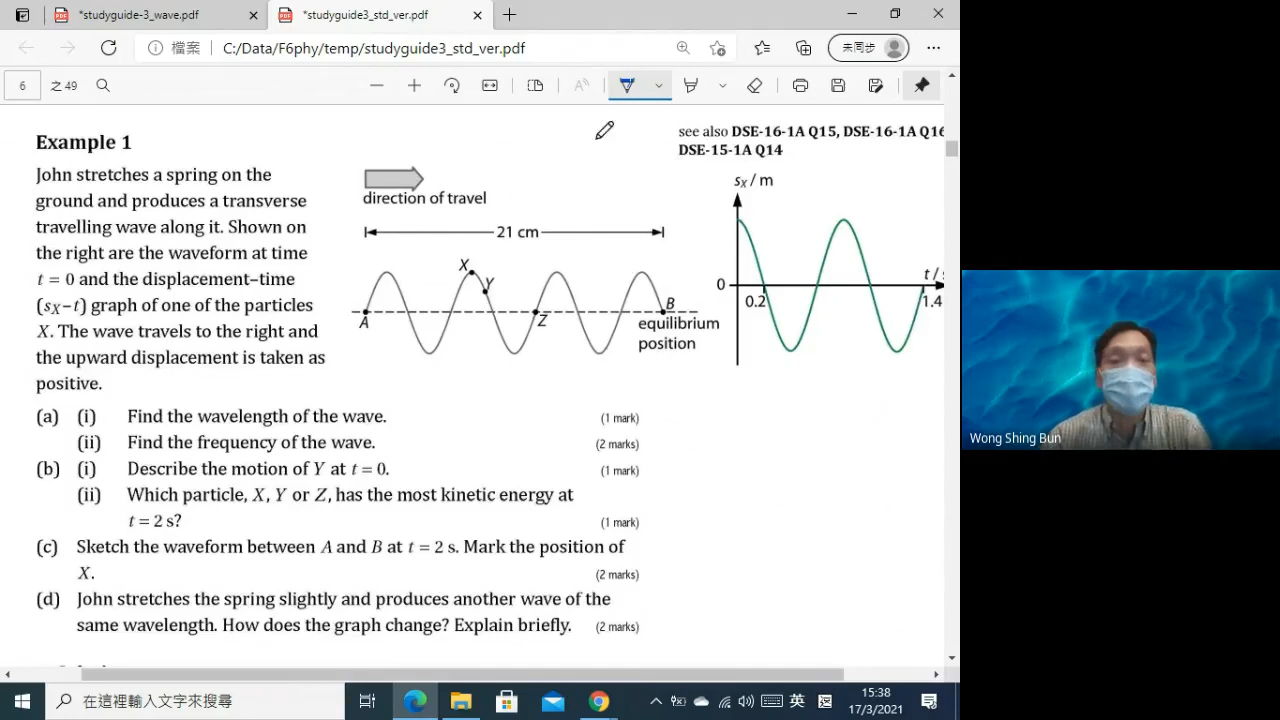 *studyguide-3_wave.pdf
*studyguide3_std_ver.pdf
檔案
C:/Data/F6phy/temp/studyguide3_std_ver.pdf
未同步
6
之 49
Example 1
see also DSE-16-1A Q15, DSE-16-1A Q16
DSE-15-1A Q14
John stretches a spring on the
ground and produces a transverse
travelling wave along it. Shown on
the right are the waveform at time
t = 0 and the displacement–time
(sX–t) graph of one of the particles
X. The wave travels to the right and
the upward displacement is taken as
positive.
direction of travel
21 cm
X
Y
A
Z
B
equilibrium
position
sX / m
0
0.2
t / s
1.4
(a) (i) Find the wavelength of the wave. (1 mark)
(ii) Find the frequency of the wave. (2 marks)
(b) (i) Describe the motion of Y at t = 0. (1 mark)
(ii) Which particle, X, Y or Z, has the most kinetic energy at
t = 2 s? (1 mark)
(c) Sketch the waveform between A and B at t = 2 s. Mark the position of
X. (2 marks)
(d) John stretches the spring slightly and produces another wave of the
same wavelength. How does the graph change? Explain briefly. (2 marks)
Wong Shing Bun
在這裡輸入文字來搜尋
英
15:38
17/3/2021